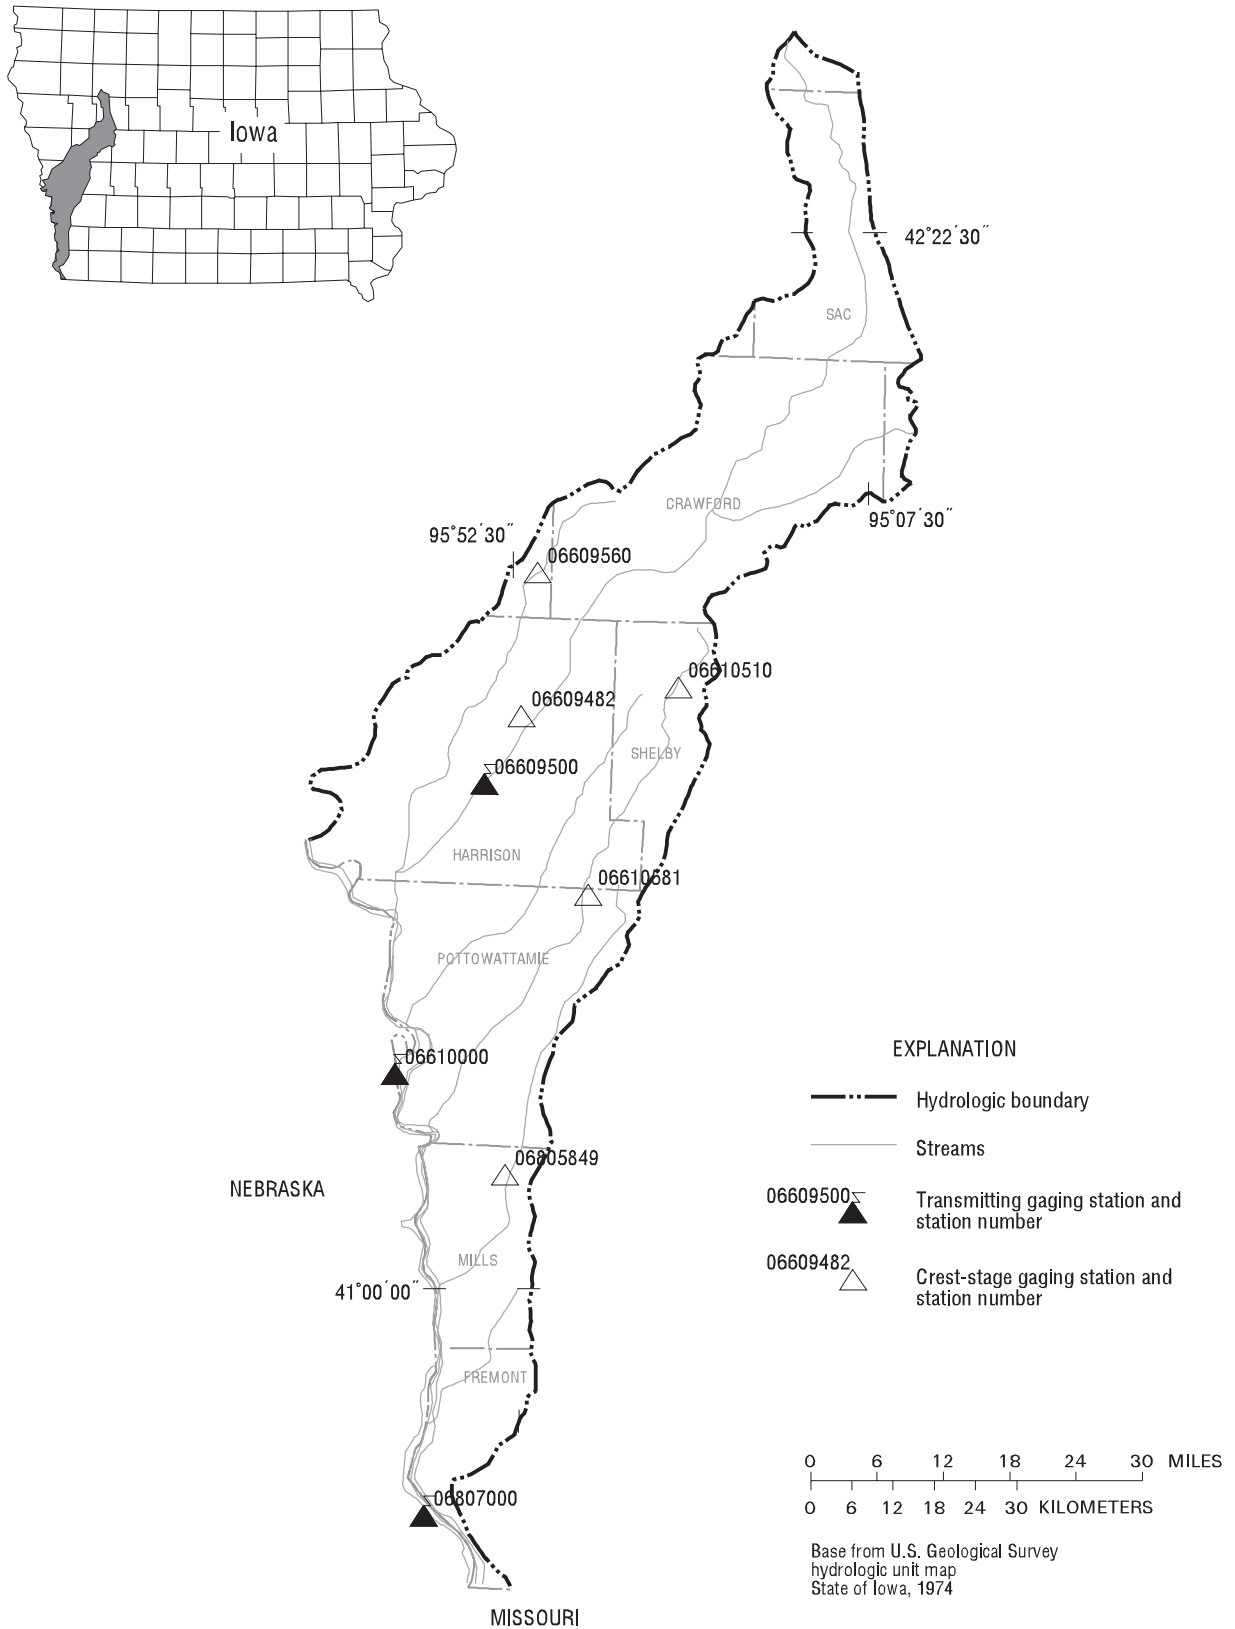 Iowa
42°22´30˝
SAC
CRAWFORD
95°07´30˝
95°52´30˝
06609560
06610510
06609482
SHELBY
06609500
HARRISON
06610681
POTTOWATTAMIE
06610000
EXPLANATION
Hydrologic boundary
Streams
06609500
Transmitting gaging station and
station number
06609482
Crest-stage gaging station and
station number
06805849
NEBRASKA
MILLS
41°00´00˝
FREMONT
06807000
MISSOURI
0 6 12 18 24 30 MILES
0 6 12 18 24 30 KILOMETERS
Base from U.S. Geological Survey
hydrologic unit map
State of Iowa, 1974